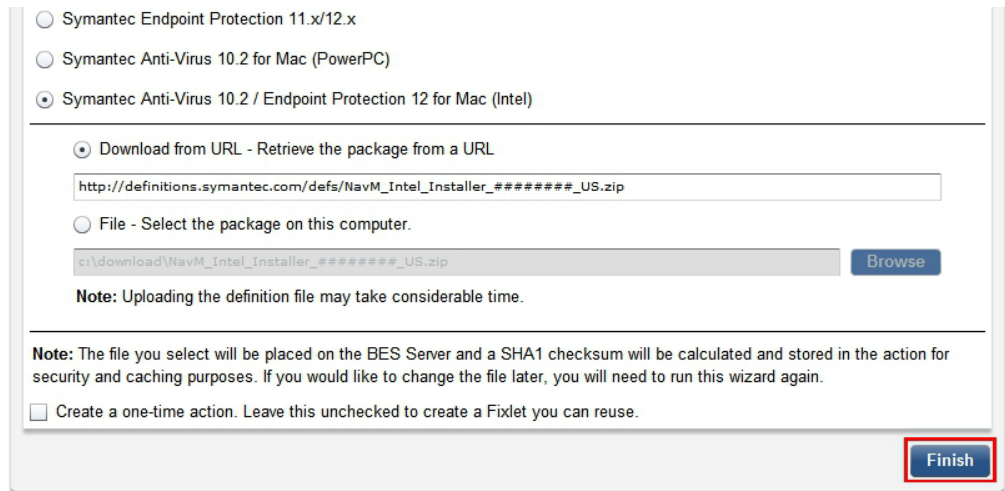 Symantec Endpoint Protection 11.x/12.x
Symantec Anti-Virus 10.2 for Mac (PowerPC)
Symantec Anti-Virus 10.2 / Endpoint Protection 12 for Mac (Intel)
Download from URL - Retrieve the package from a URL
http://definitions.symantec.com/defs/NavM_Intel_Installer_########_US.zip
File - Select the package on this computer.
c:\download\NavM_Intel_Installer_########_US.zip
Browse
Note: Uploading the definition file may take considerable time.
Note: The file you select will be placed on the BES Server and a SHA1 checksum will be calculated and stored in the action for
security and caching purposes. If you would like to change the file later, you will need to run this wizard again.
Create a one-time action. Leave this unchecked to create a Fixlet you can reuse.
Finish